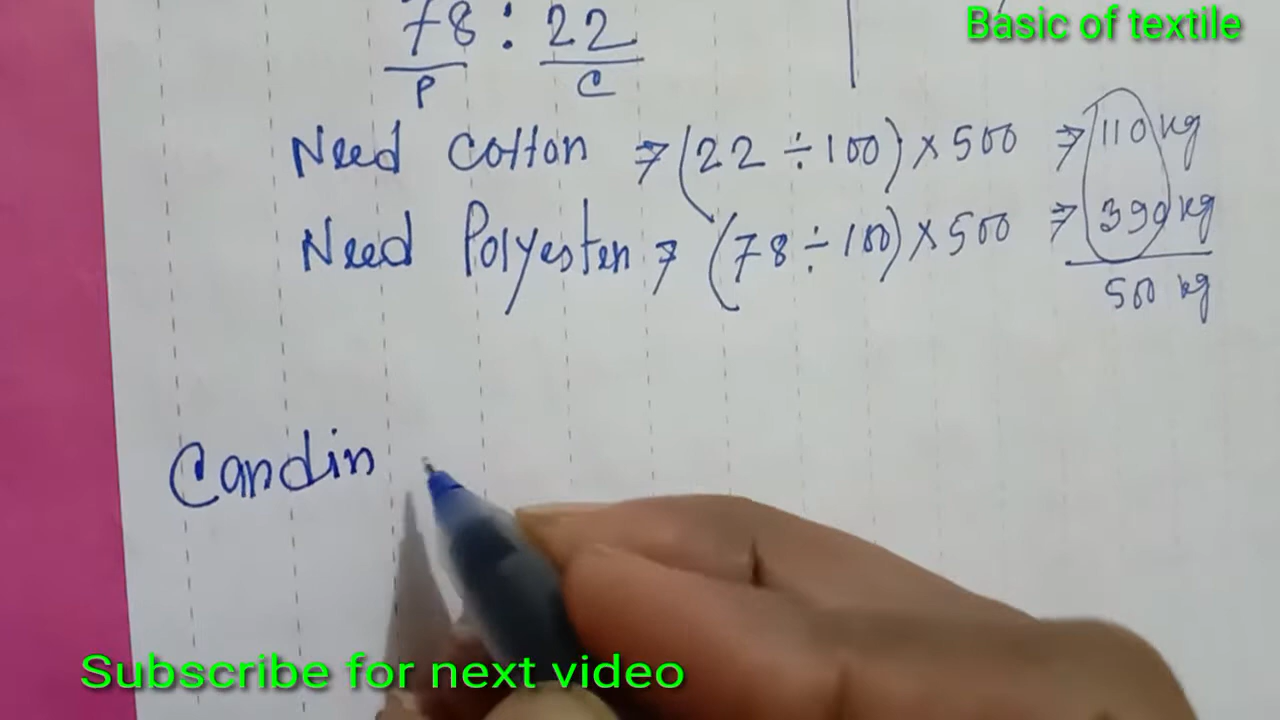 Basic of textile
78 : 22
P C
Need Cotton ⇒ (22 ÷ 100) × 500 ⇒ 110 kg
Need Polyester ⇒ (78 ÷ 100) × 500 ⇒ 390 kg
500 kg
Cardin
Subscribe for next video